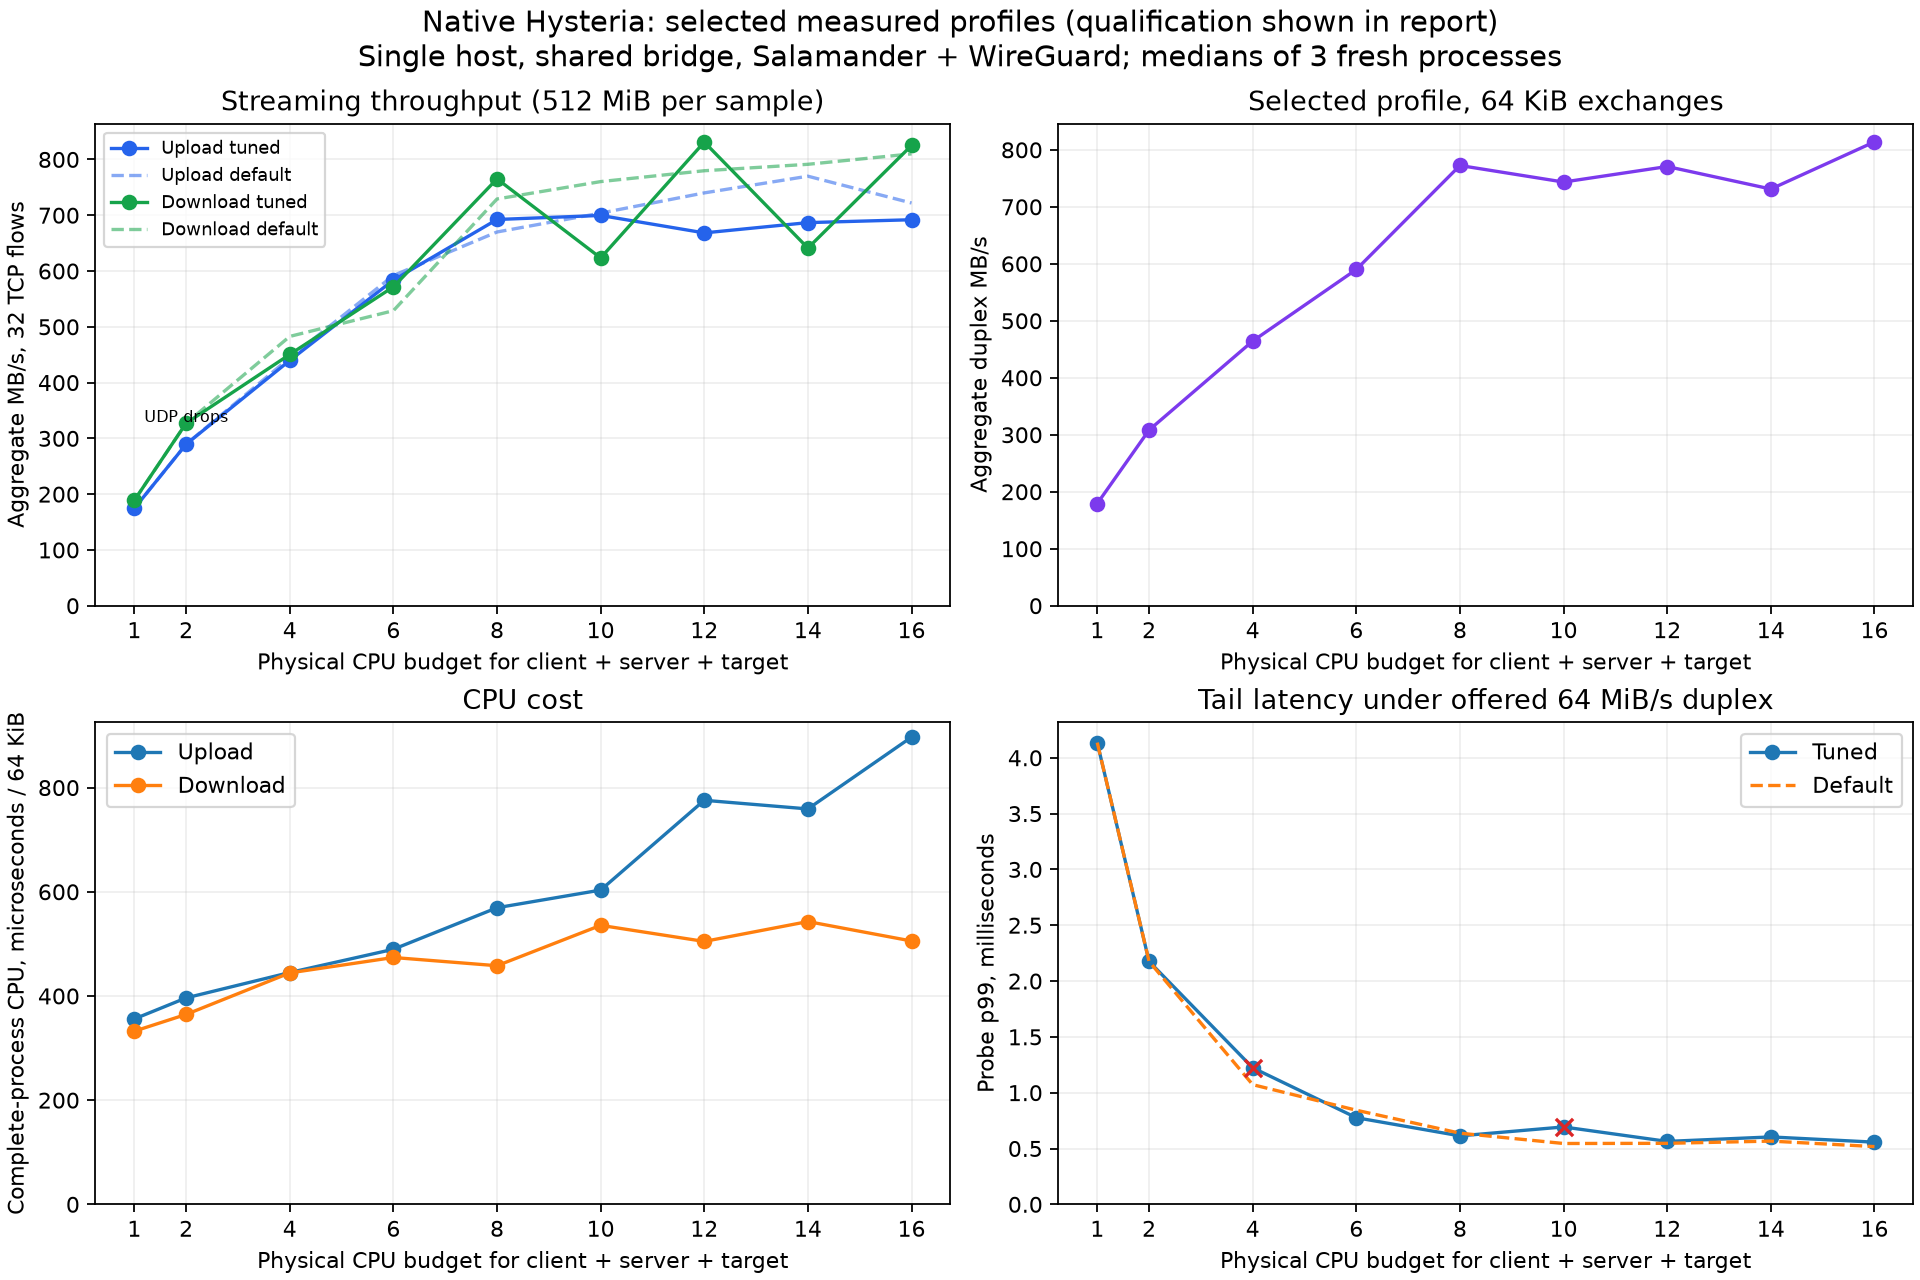 Native Hysteria: selected measured profiles (qualification shown in report)
Single host, shared bridge, Salamander + WireGuard; medians of 3 fresh processes
Streaming throughput (512 MiB per sample)
Aggregate MB/s, 32 TCP flows
800
700
600
500
400
300
200
100
0
Upload tuned
Upload default
Download tuned
Download default
UDP drops
1 2 4 6 8 10 12 14 16
Physical CPU budget for client + server + target
Selected profile, 64 KiB exchanges
Aggregate duplex MB/s
800
700
600
500
400
300
200
100
0
1 2 4 6 8 10 12 14 16
Physical CPU budget for client + server + target
CPU cost
Complete-process CPU, microseconds / 64 KiB
800
600
400
200
0
Upload
Download
1 2 4 6 8 10 12 14 16
Physical CPU budget for client + server + target
Tail latency under offered 64 MiB/s duplex
Probe p99, milliseconds
4.0
3.5
3.0
2.5
2.0
1.5
1.0
0.5
0.0
Tuned
Default
1 2 4 6 8 10 12 14 16
Physical CPU budget for client + server + target